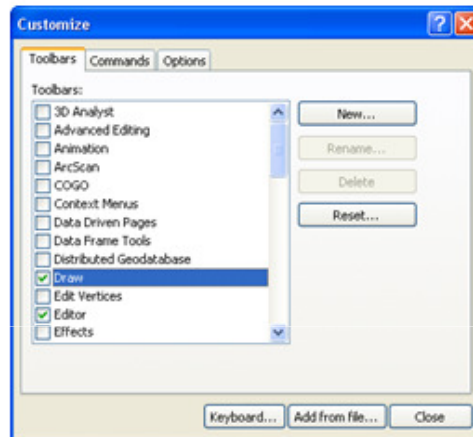 Customize
Toolbars Commands Options
Toolbars:
3D Analyst
Advanced Editing
Animation
ArcScan
COGO
Context Menus
Data Driven Pages
Data Frame Tools
Distributed Geodatabase
Draw
Edit Vertices
Editor
Effects
New...
Rename...
Delete
Reset...
Keyboard... Add from file... Close